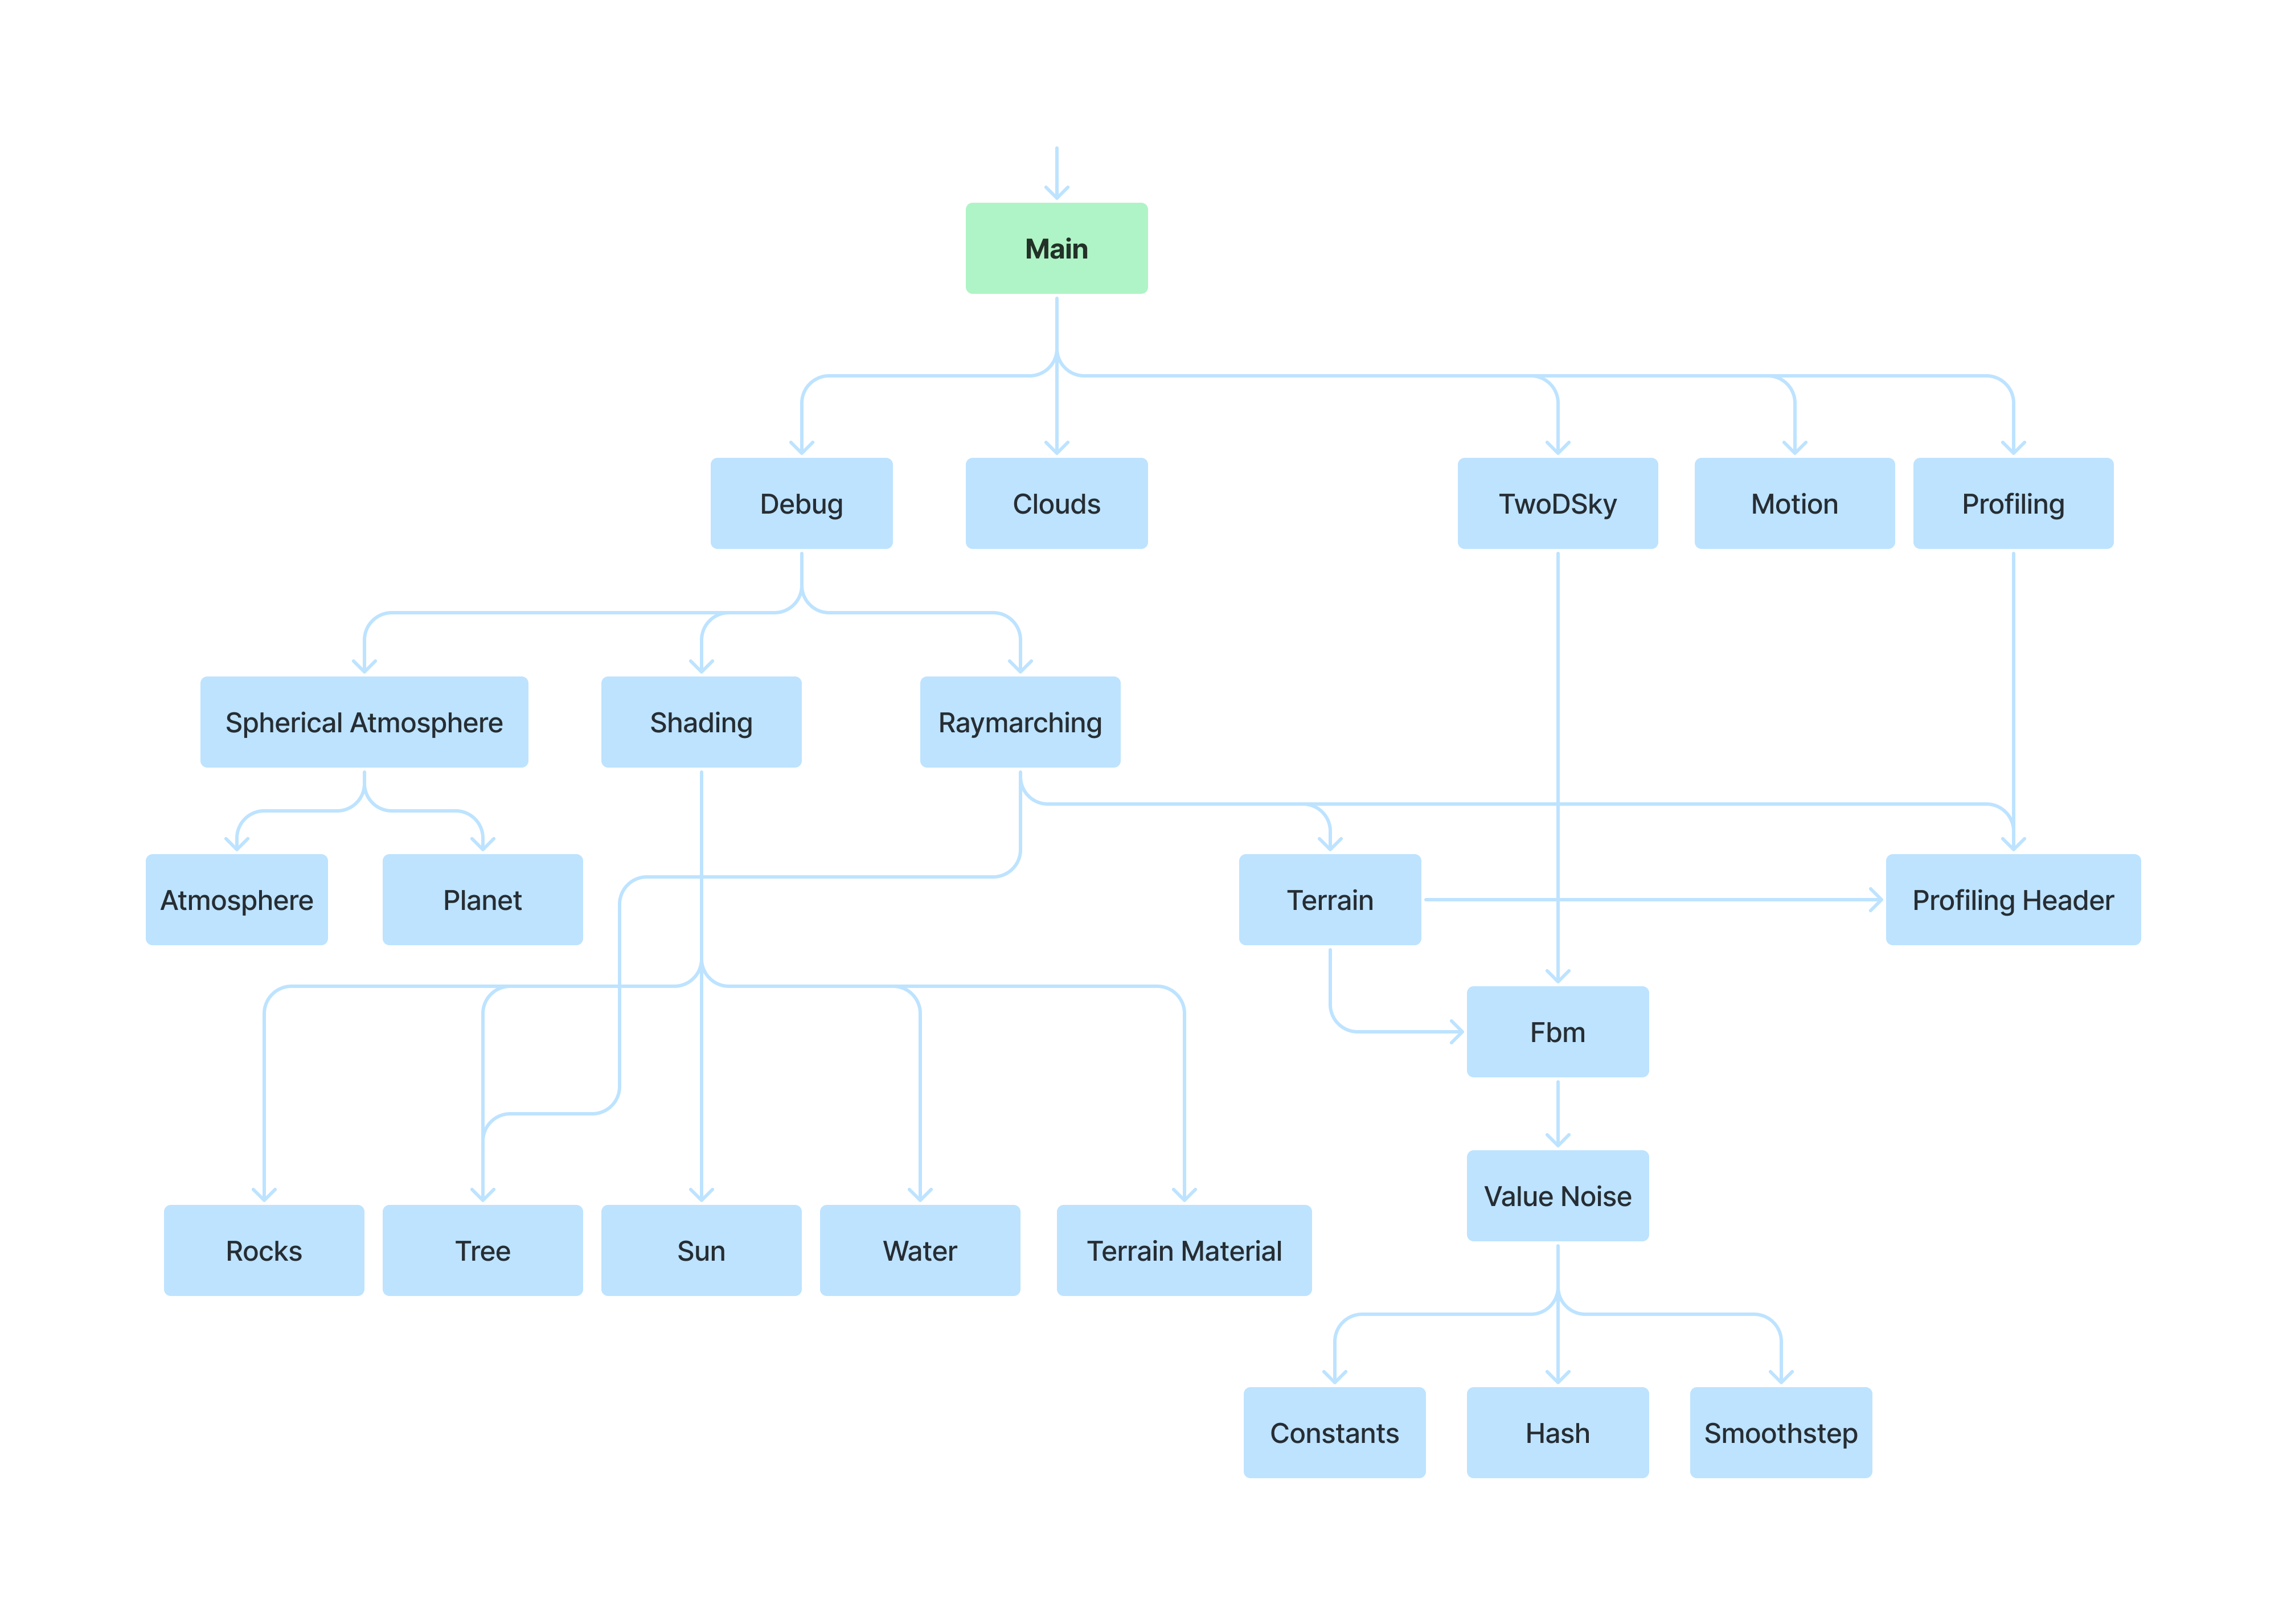 Main
Debug
Clouds
TwoDSky
Motion
Profiling
Spherical Atmosphere
Shading
Raymarching
Atmosphere
Planet
Terrain
Profiling Header
Fbm
Value Noise
Rocks
Tree
Sun
Water
Terrain Material
Constants
Hash
Smoothstep